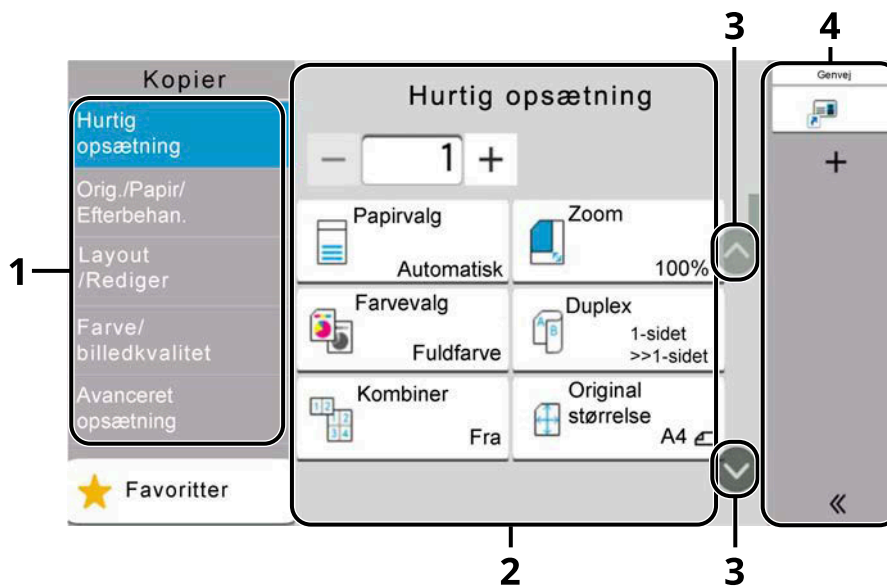 3
4
Kopier
Hurtig
opsætning
Orig./Papir/
Efterbehan.
Layout
/Rediger
Farve/
billedkvalitet
Avanceret
opsætning
Favoritter
1
Hurtig opsætning
1
Papirvalg
Automatisk
Zoom
100%
Farvevalg
Fuldfarve
Duplex
1-sidet
>>1-sidet
Kombiner
Fra
Original
størrelse
A4
Genvej
2
3